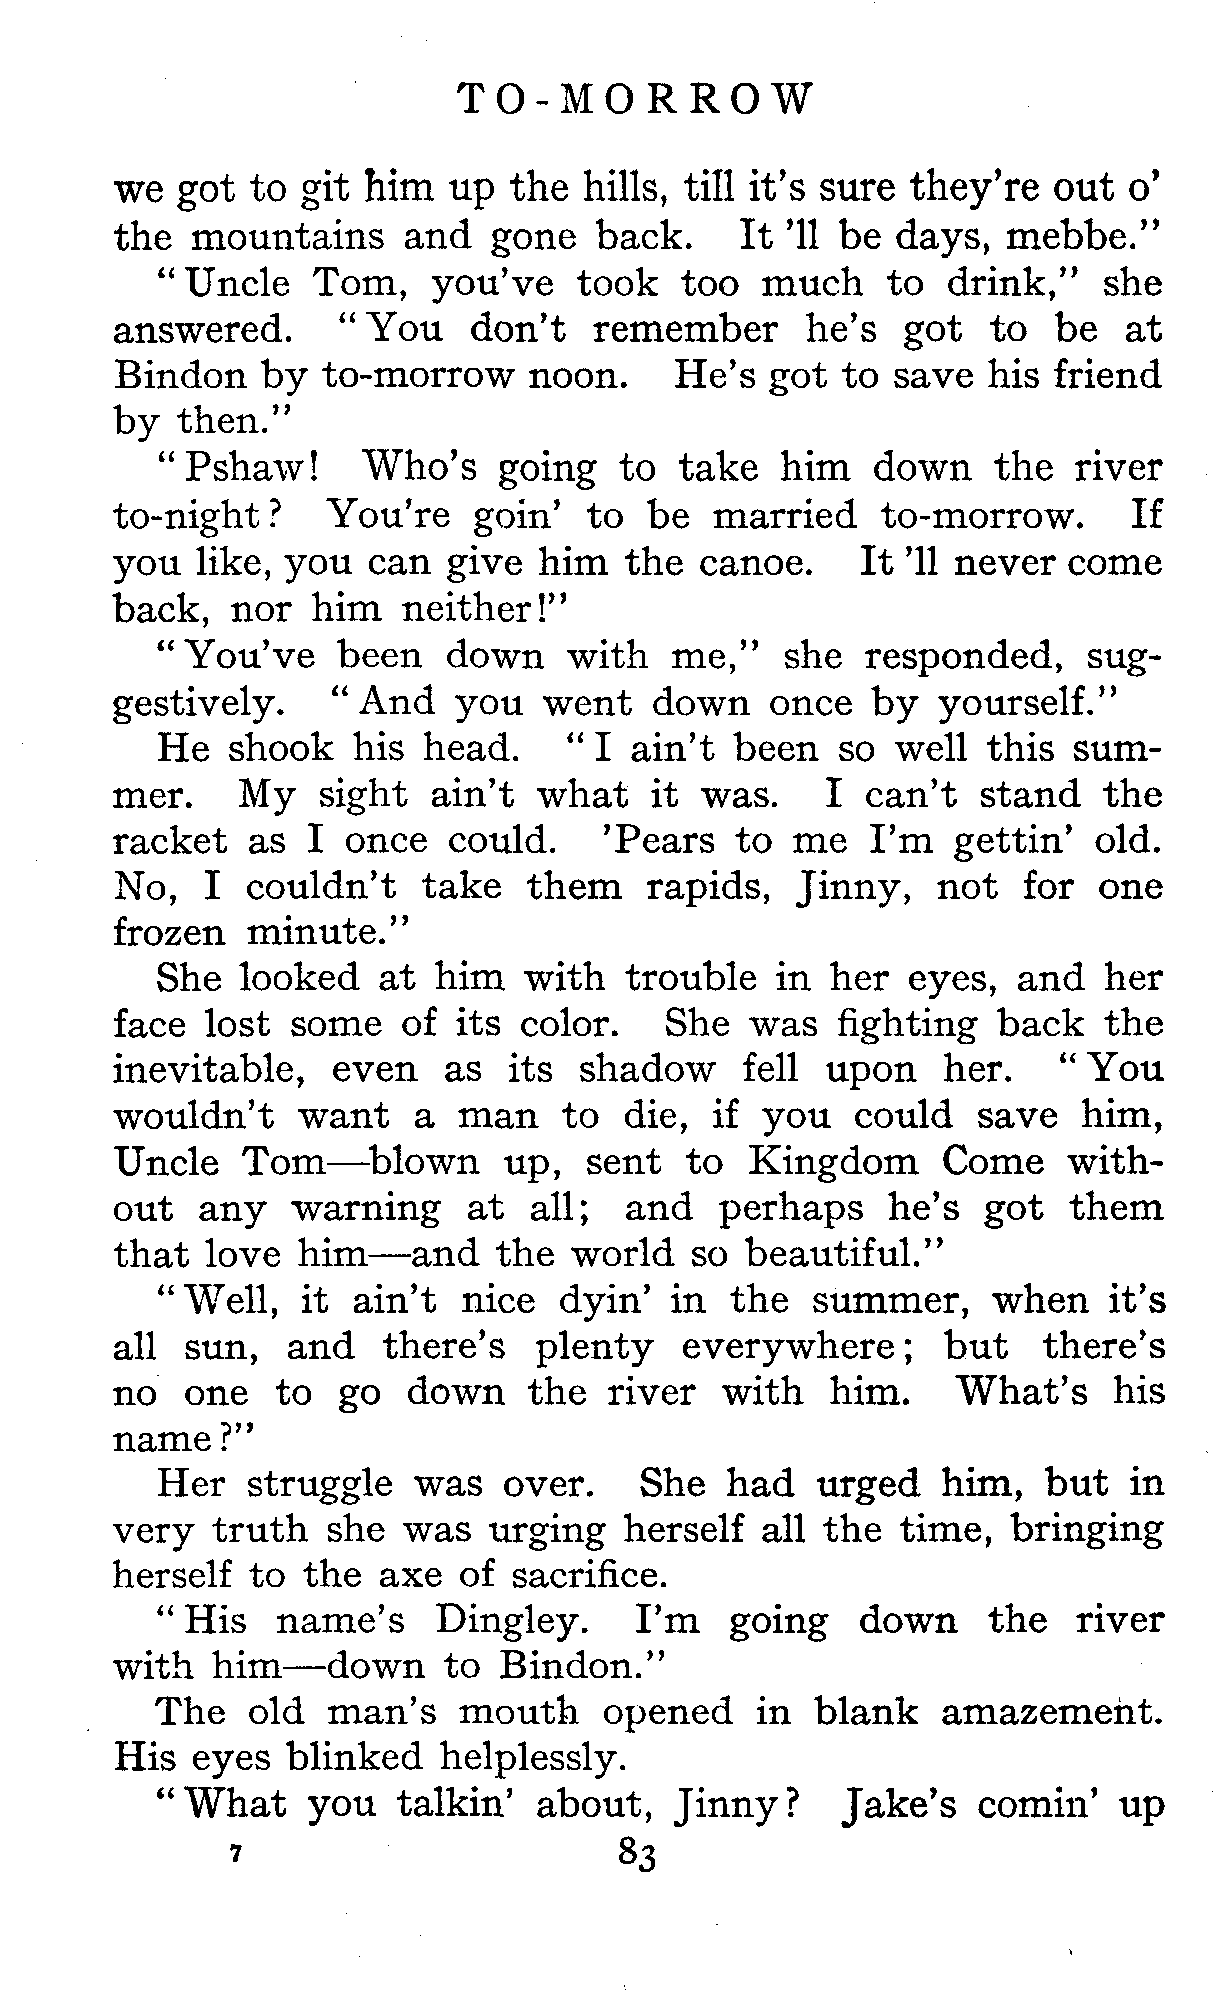 TO-MORROW
we got to git him up the hills, till it's sure they're out o'
the mountains and gone back. It 'll be days, mebbe."
"Uncle Tom, you've took too much to drink," she
answered. "You don't remember he's got to be at
Bindon by to-morrow noon. He's got to save his friend
by then."
"Pshaw! Who's going to take him down the river
to-night? You're goin' to be married to-morrow. If
you like, you can give him the canoe. It 'll never come
back, nor him neither!"
"You've been down with me," she responded, sug-
gestively. "And you went down once by yourself."
He shook his head. "I ain't been so well this sum-
mer. My sight ain't what it was. I can't stand the
racket as I once could. 'Pears to me I'm gettin' old.
No, I couldn't take them rapids, Jinny, not for one
frozen minute."
She looked at him with trouble in her eyes, and her
face lost some of its color. She was fighting back the
inevitable, even as its shadow fell upon her. "You
wouldn't want a man to die, if you could save him,
Uncle Tom—blown up, sent to Kingdom Come with-
out any warning at all; and perhaps he's got them
that love him—and the world so beautiful."
"Well, it ain't nice dyin' in the summer, when it's
all sun, and there's plenty everywhere; but there's
no one to go down the river with him. What's his
name?"
Her struggle was over. She had urged him, but in
very truth she was urging herself all the time, bringing
herself to the axe of sacrifice.
"His name's Dingley. I'm going down the river
with him—down to Bindon."
The old man's mouth opened in blank amazement.
His eyes blinked helplessly.
"What you talkin' about, Jinny? Jake's comin' up
7 83